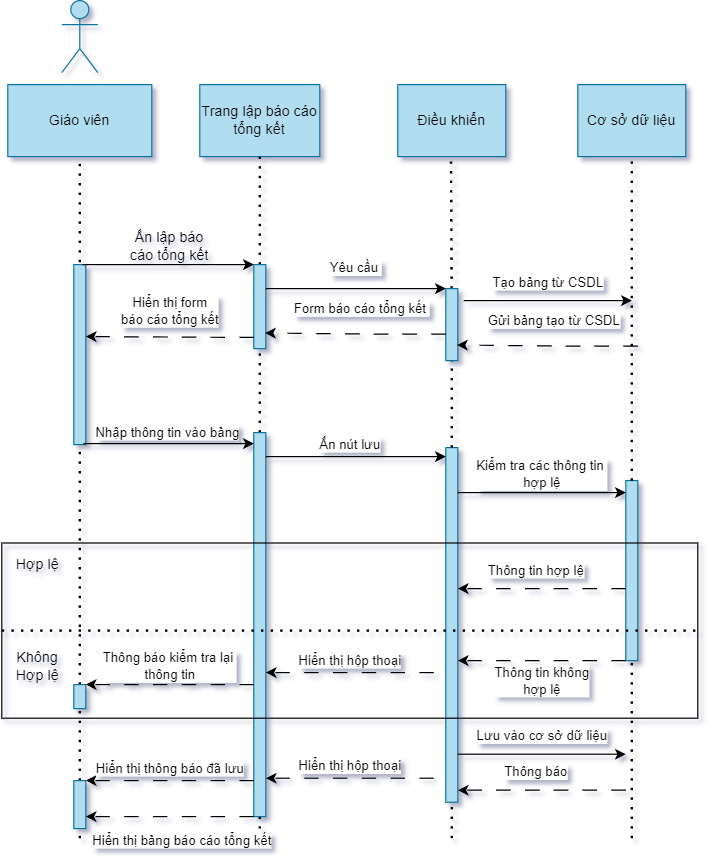 Giáo viên
Trang lập báo cáo
tổng kết
Điều khiển
Cơ sở dữ liệu
Ấn lập báo
cáo tổng kết
Yêu cầu
Tạo bảng từ CSDL
Hiển thị form
báo cáo tổng kết
Form báo cáo tổng kết
Gửi bảng tạo từ CSDL
Nhập thông tin vào bảng
Ấn nút lưu
Kiểm tra các thông tin
hợp lệ
Hợp lệ
Thông tin hợp lệ
Không
Hợp lệ
Thông báo kiểm tra lại
thông tin
Hiển thị hộp thoại
Thông tin không
hợp lệ
Lưu vào cơ sở dữ liệu
Hiển thị thông báo đã lưu
Hiển thị hộp thoại
Thông báo
Hiển thị bảng báo cáo tổng kết